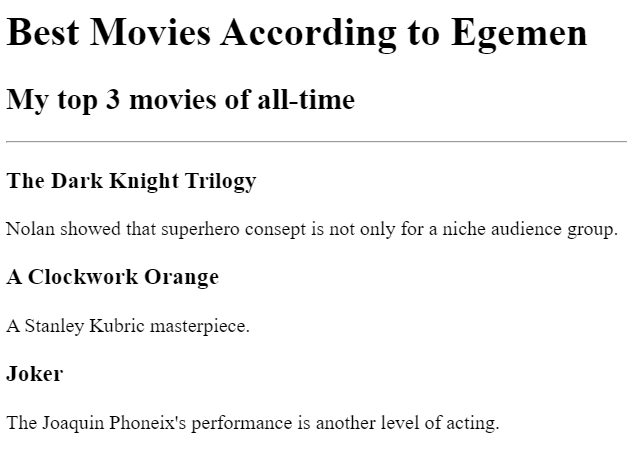 Best Movies According to Egemen
My top 3 movies of all-time
The Dark Knight Trilogy
Nolan showed that superhero consept is not only for a niche audience group.
A Clockwork Orange
A Stanley Kubric masterpiece.
Joker
The Joaquin Phoneix's performance is another level of acting.